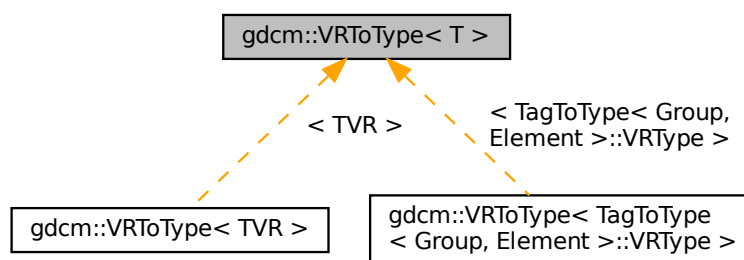 gdcm::VRToType< T >
< TVR >
< TagToType< Group,
Element >::VRType >
gdcm::VRToType< TVR >
gdcm::VRToType< TagToType
< Group, Element >::VRType >